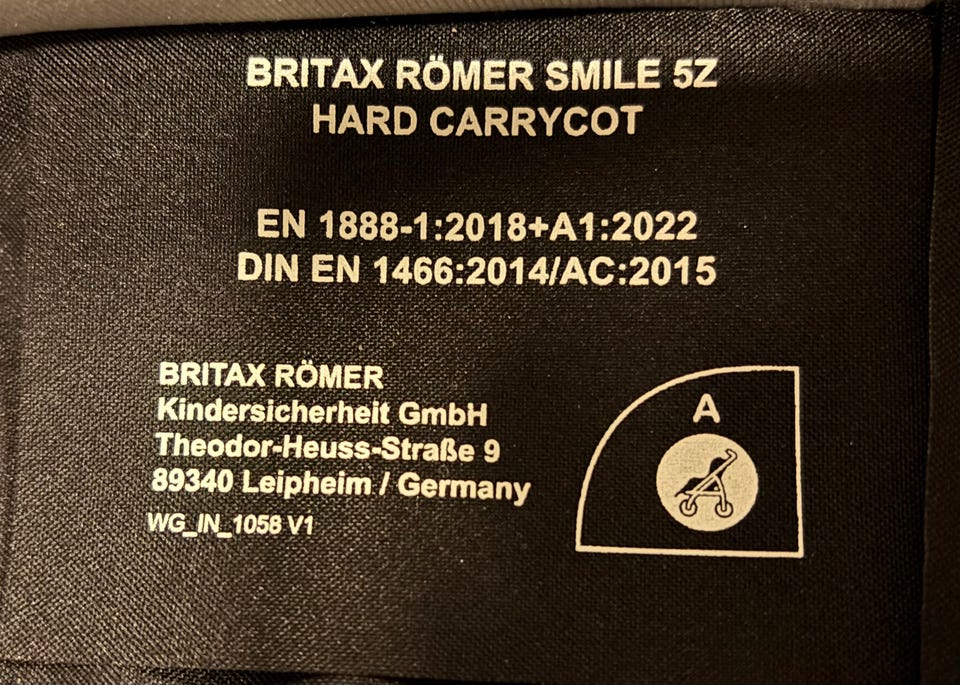 BRITAX RÖMER SMILE 5Z
HARD CARRYCOT
EN 1888-1:2018+A1:2022
DIN EN 1466:2014/AC:2015
BRITAX RÖMER
Kindersicherheit GmbH
Theodor-Heuss-Straße 9
89340 Leipheim / Germany
WG_IN_1058 V1
A